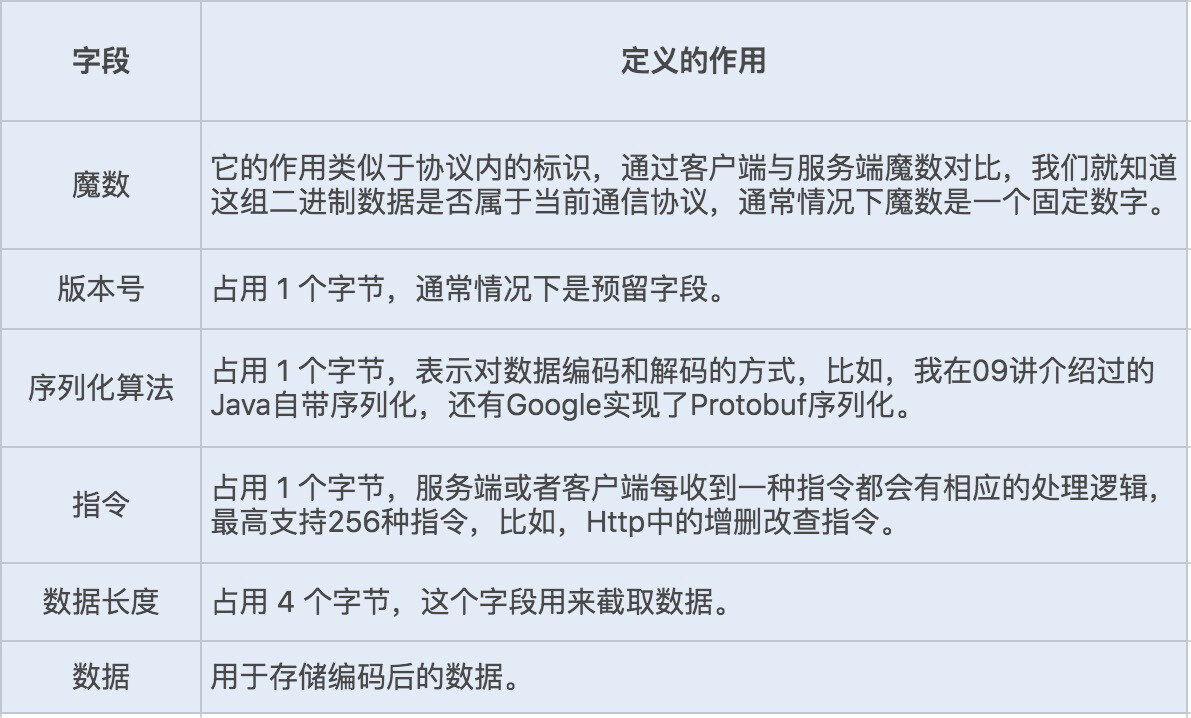 字段
定义的作用
魔数
它的作用类似于协议内的标识，通过客户端与服务端魔数对比，我们就知道
这组二进制数据是否属于当前通信协议，通常情况下魔数是一个固定数字。
版本号
占用 1 个字节，通常情况下是预留字段。
序列化算法
占用 1 个字节，表示对数据编码和解码的方式，比如，我在09讲介绍过的
Java自带序列化，还有Google实现了Protobuf序列化。
指令
占用 1 个字节，服务端或者客户端每收到一种指令都会有相应的处理逻辑，
最高支持256种指令，比如，Http中的增删改查指令。
数据长度
占用 4 个字节，这个字段用来截取数据。
数据
用于存储编码后的数据。